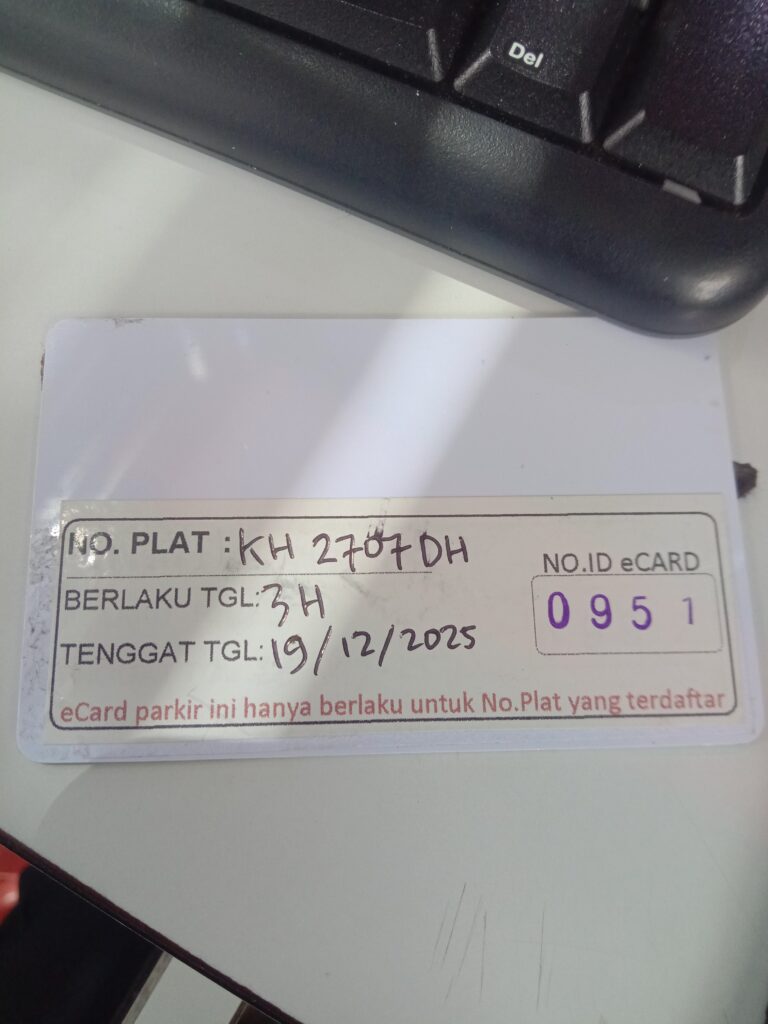 Del
NO. PLAT : KH 2707 DH
NO.ID eCARD
BERLAKU TGL: 3 H
0951
TENGGAT TGL: 19/12/2025
eCard parkir ini hanya berlaku untuk No.Plat yang terdaftar